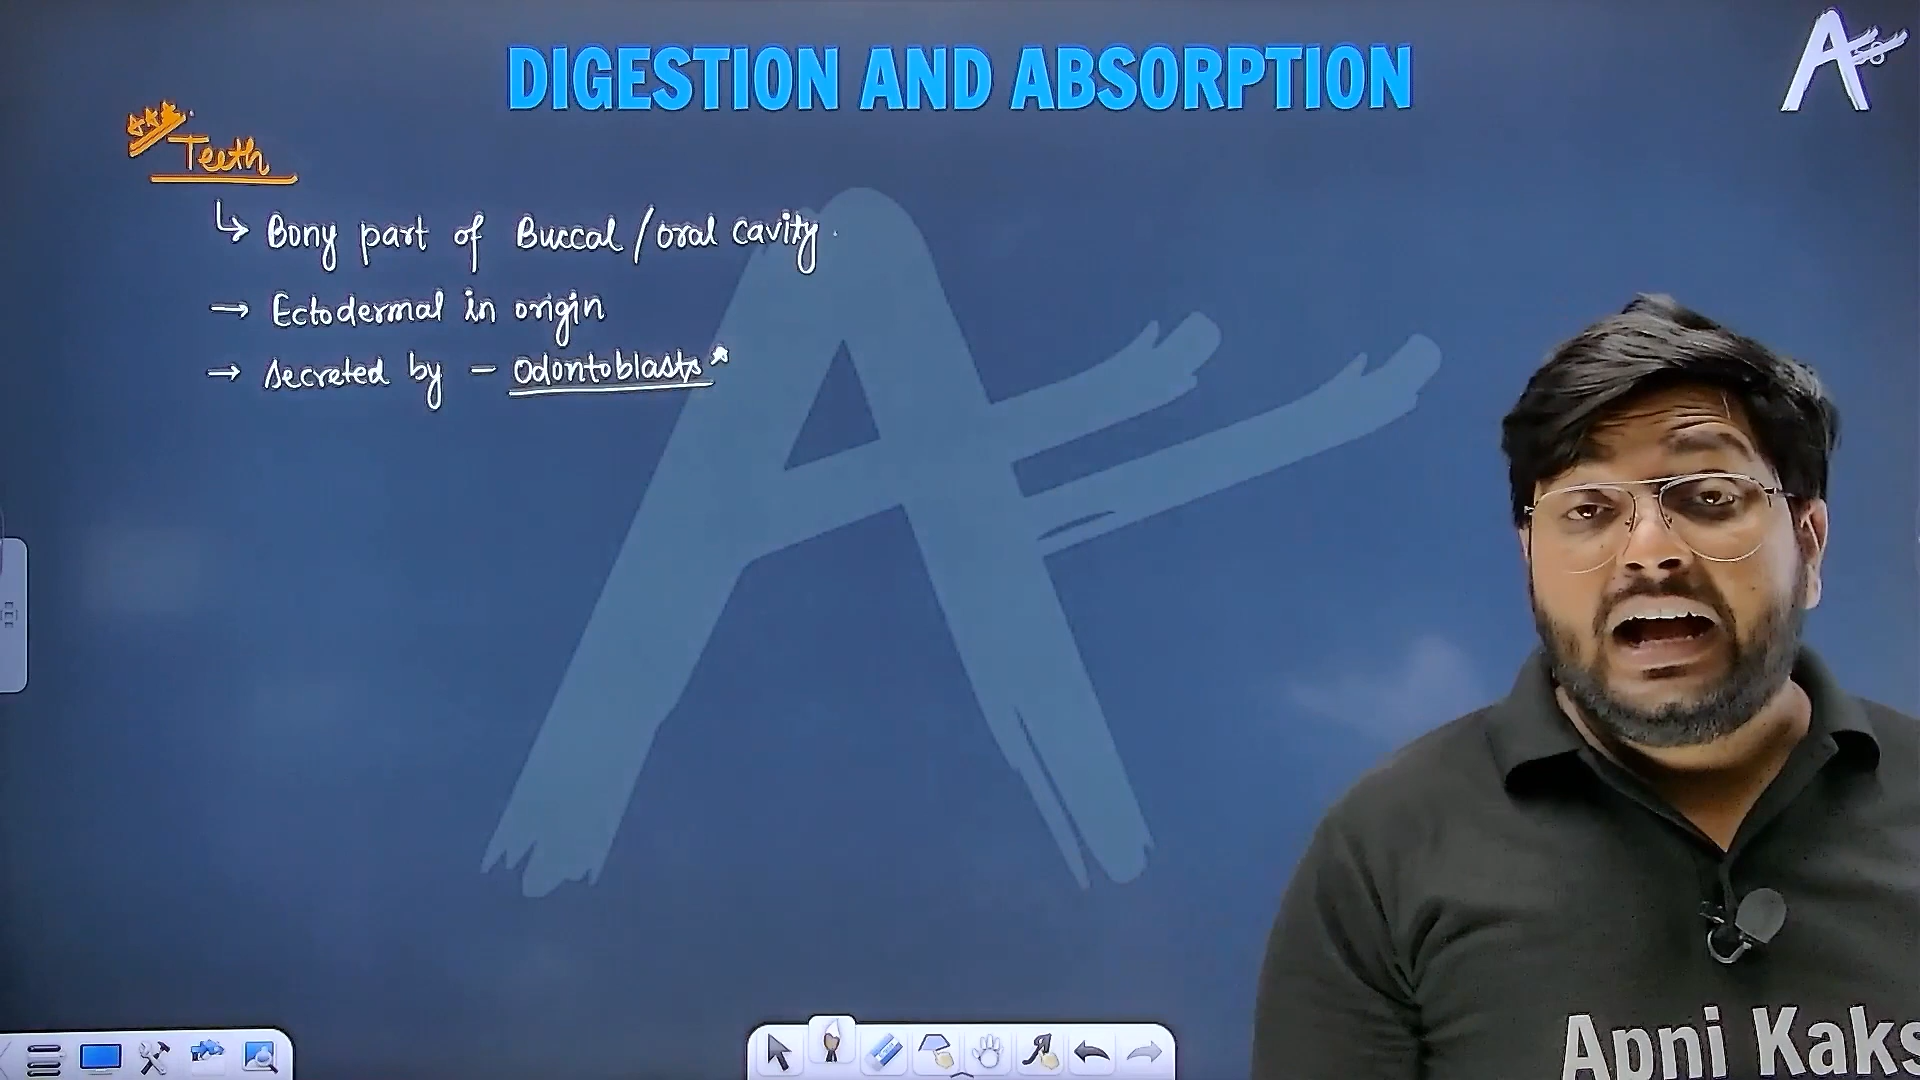 DIGESTION AND ABSORPTION
Teeth
↳ Bony part of Buccal / oral cavity.
→ Ectodermal in origin
→ Secreted by - Odontoblasts*
Apni Kaks